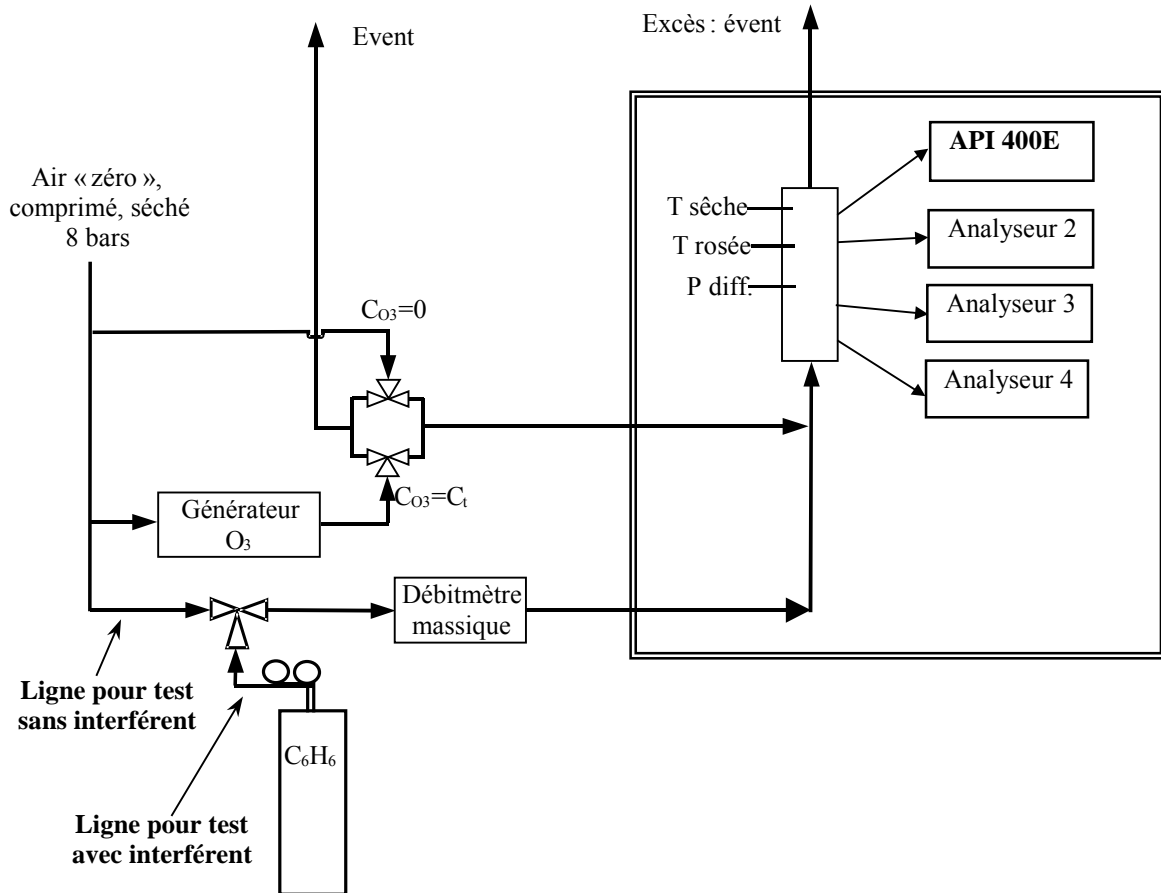 Event
Excès : évent
API 400E
Air « zéro »,
comprimé, séché
8 bars
T sêche
T rosée
P diff.
Analyseur 2
Analyseur 3
Analyseur 4
CO3=0
CO3=Ct
Générateur
O3
Débitmètre
massique
Ligne pour test
sans interférent
C6H6
Ligne pour test
avec interférent